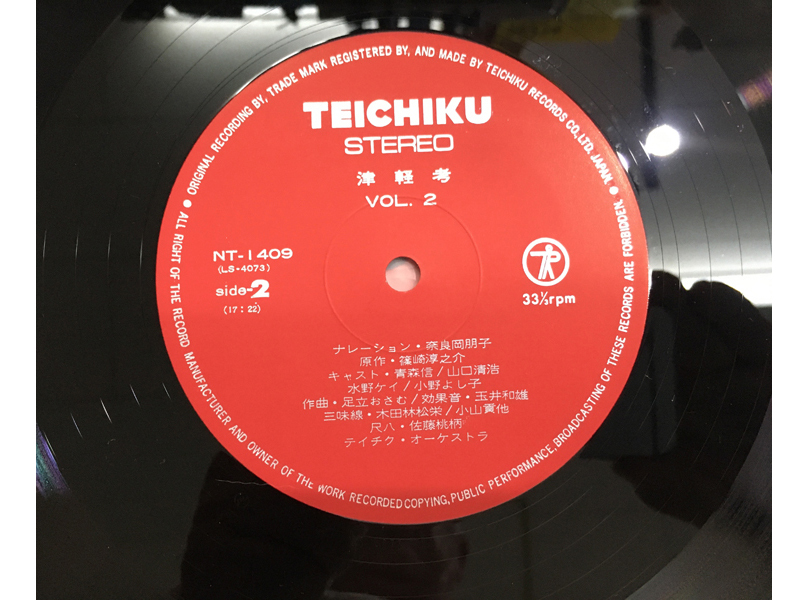 ORIGINAL RECORDING BY, TRADE MARK REGISTERED BY, AND MADE BY TEICHIKU RECORDS CO., LTD. JAPAN.
TEICHIKU
STEREO
津軽考
VOL. 2
NT-1409
(LS-4073)
side-2
(17:22)
33⅓rpm
ナレーション・奈良岡朋子
原作・篠崎淳之介
キャスト・青森信/山口清浩
水野ケイ/小野よし子
作曲・足立おさむ/効果音・玉井和雄
三味線・木田林松栄/小山貢他
尺八・佐藤桃柄
テイチク・オーケストラ
ALL RIGHT OF THE RECORD MANUFACTURER AND OWNER OF THE WORK RECORDED COPYING, PUBLIC PERFORMANCE, BROADCASTING OF THESE RECORDS ARE FORBIDDEN.